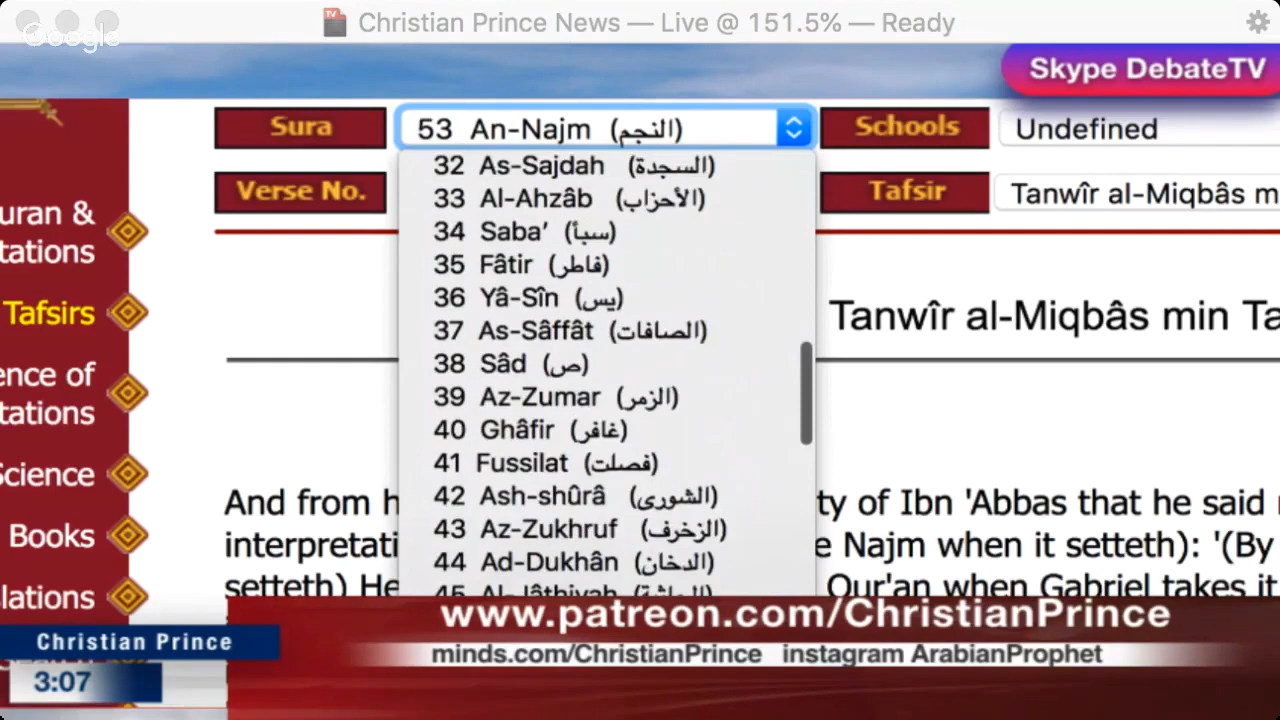 Christian Prince News — Live @ 151.5% — Ready
Google
Skype DebateTV
Sura
53 An-Najm (النجم)
Schools
Undefined
Verse No.
Tafsir
Tanwîr al-Miqbâs m
32 As-Sajdah (السجدة)
33 Al-Ahzâb (الأحزاب)
34 Saba’ (سبأ)
35 Fâtir (فاطر)
36 Yâ-Sîn (يس)
37 As-Sâffât (الصافات)
38 Sâd (ص)
39 Az-Zumar (الزمر)
40 Ghâfir (غافر)
41 Fussilat (فصلت)
42 Ash-shûrâ (الشورى)
43 Az-Zukhruf (الزخرف)
44 Ad-Dukhân (الدخان)
45 Al-Jâthiyah (الجاثية)
uran &
tations
Tafsirs
ence of
tations
Science
Books
lations
Tanwîr al-Miqbâs min Ta
And from h ty of Ibn 'Abbas that he said
interpretati e Najm when it setteth): '(By
setteth) He Qur'an when Gabriel takes it
www.patreon.com/ChristianPrince
minds.com/ChristianPrince instagram ArabianProphet
Christian Prince
3:07